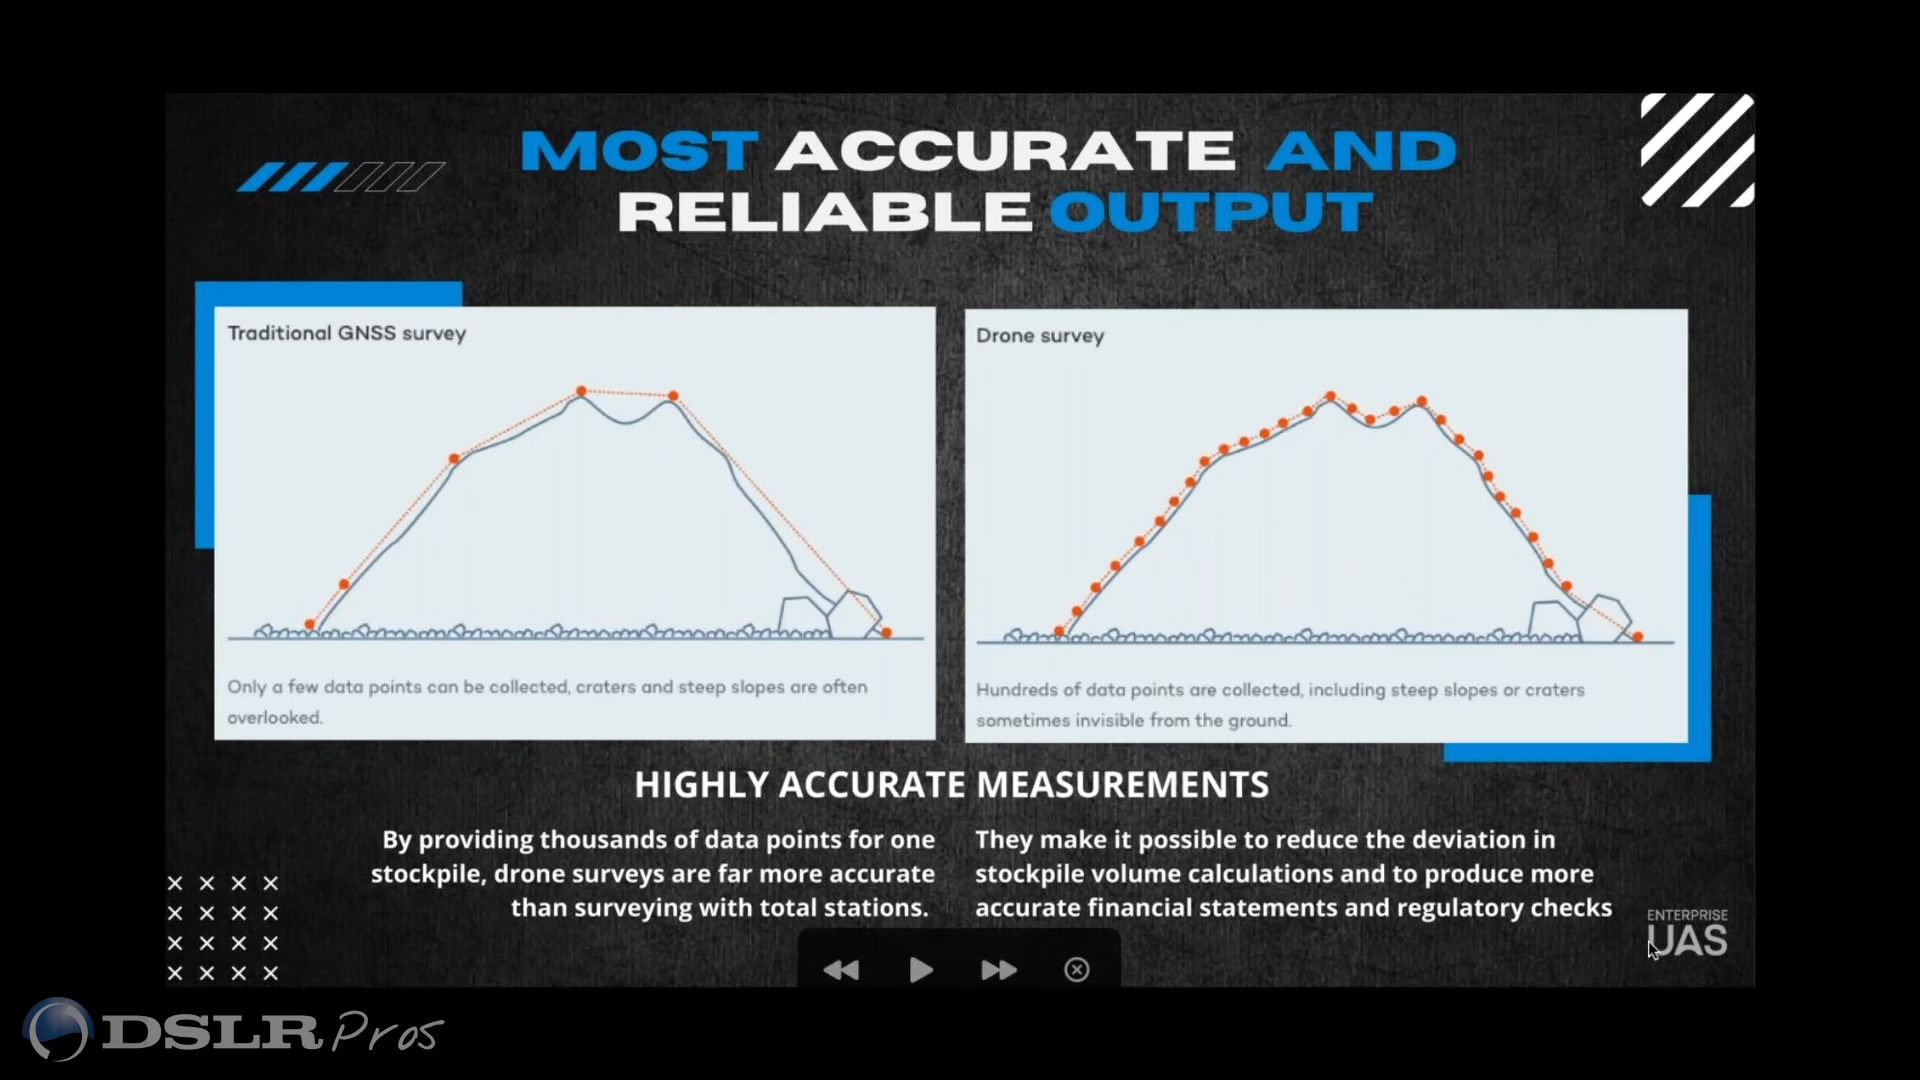 MOST ACCURATE AND
RELIABLE OUTPUT
Traditional GNSS survey
Only a few data points can be collected, craters and steep slopes are often
overlooked.
Drone survey
Hundreds of data points are collected, including steep slopes or craters
sometimes invisible from the ground.
HIGHLY ACCURATE MEASUREMENTS
By providing thousands of data points for one
stockpile, drone surveys are far more accurate
than surveying with total stations.
They make it possible to reduce the deviation in
stockpile volume calculations and to produce more
accurate financial statements and regulatory checks
ENTERPRISE
UAS
DSLR Pros